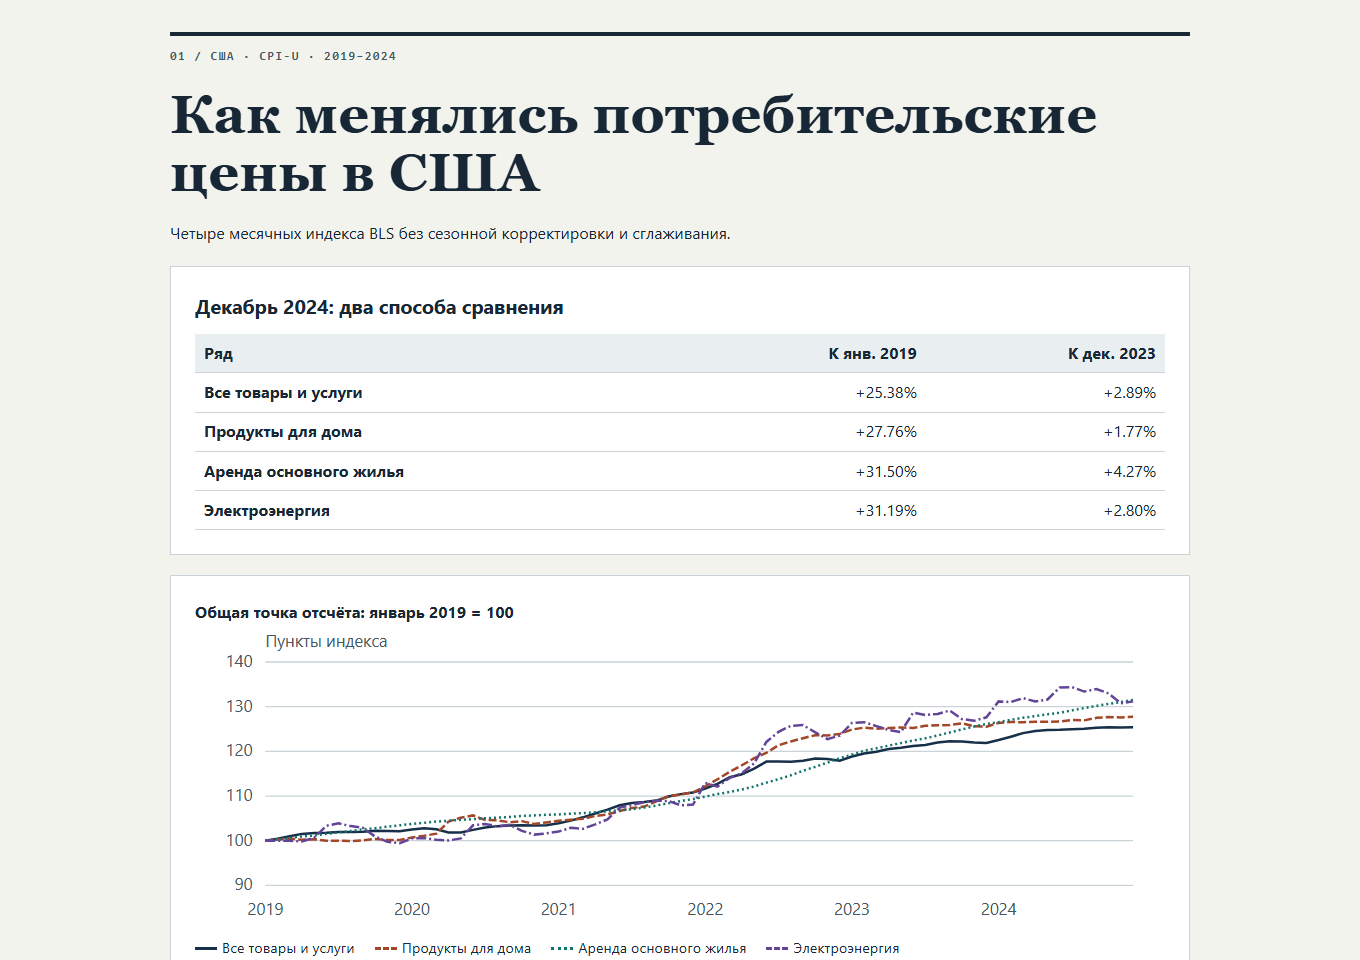 01 / США · CPI-U · 2019–2024
Как менялись потребительские
цены в США
Четыре месячных индекса BLS без сезонной корректировки и сглаживания.
Декабрь 2024: два способа сравнения
Ряд К янв. 2019 К дек. 2023
Все товары и услуги +25.38% +2.89%
Продукты для дома +27.76% +1.77%
Аренда основного жилья +31.50% +4.27%
Электроэнергия +31.19% +2.80%
Общая точка отсчёта: январь 2019 = 100
Пункты индекса
140
130
120
110
100
90
2019 2020 2021 2022 2023 2024
Все товары и услуги Продукты для дома Аренда основного жилья Электроэнергия